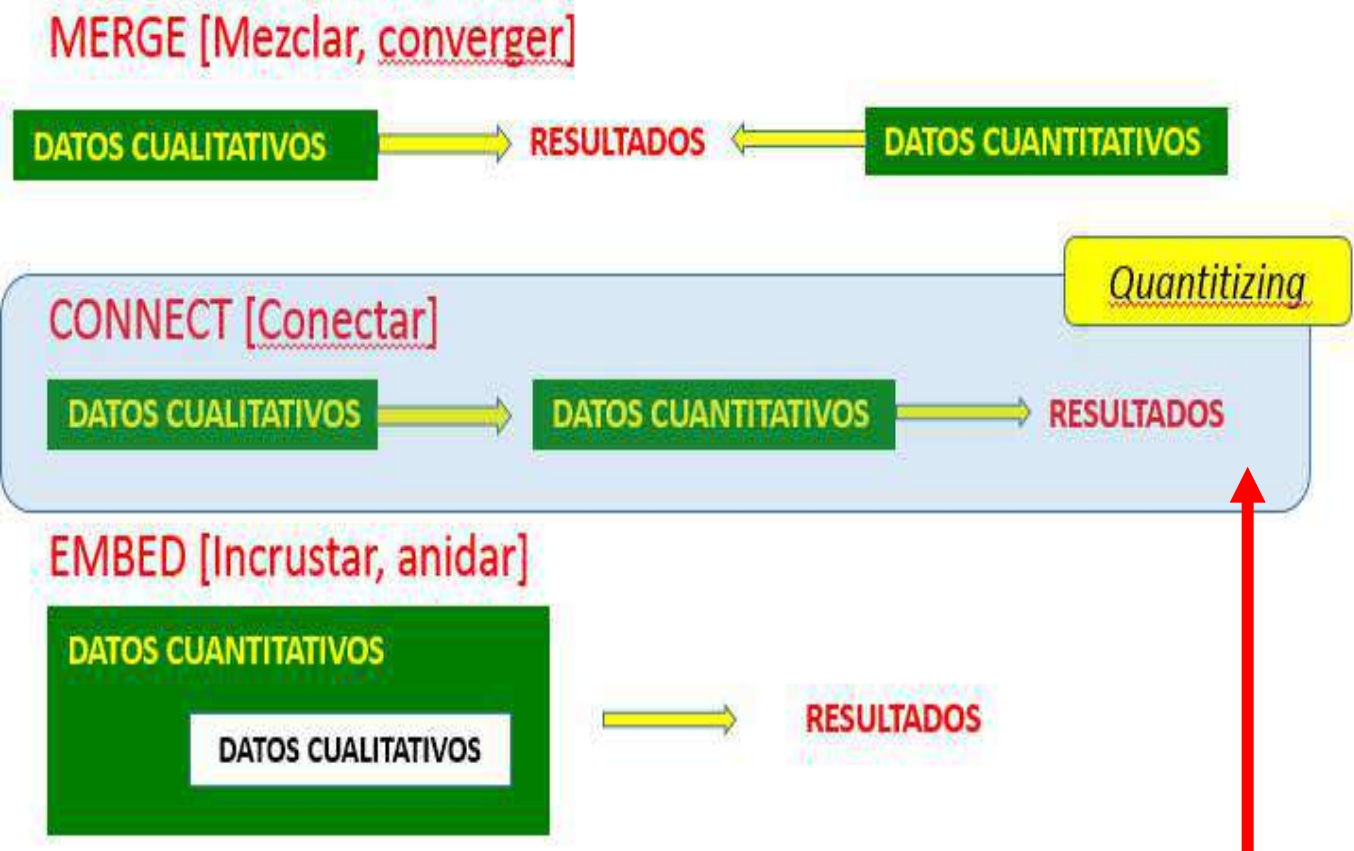 MERGE [Mezclar, converger]
DATOS CUALITATIVOS
RESULTADOS
DATOS CUANTITATIVOS
Quantitizing
CONNECT [Conectar]
DATOS CUALITATIVOS
DATOS CUANTITATIVOS
RESULTADOS
EMBED [Incrustar, anidar]
DATOS CUANTITATIVOS
DATOS CUALITATIVOS
RESULTADOS